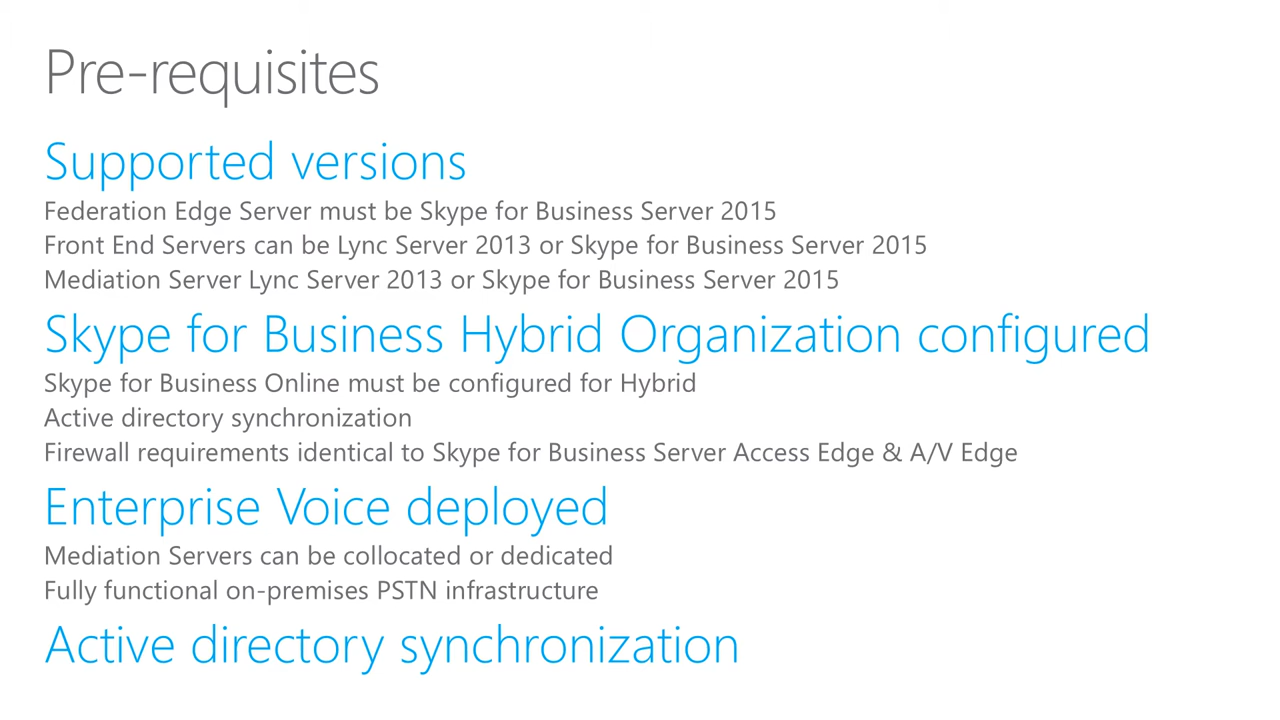 Pre-requisites
Supported versions
Federation Edge Server must be Skype for Business Server 2015
Front End Servers can be Lync Server 2013 or Skype for Business Server 2015
Mediation Server Lync Server 2013 or Skype for Business Server 2015
Skype for Business Hybrid Organization configured
Skype for Business Online must be configured for Hybrid
Active directory synchronization
Firewall requirements identical to Skype for Business Server Access Edge & A/V Edge
Enterprise Voice deployed
Mediation Servers can be collocated or dedicated
Fully functional on-premises PSTN infrastructure
Active directory synchronization